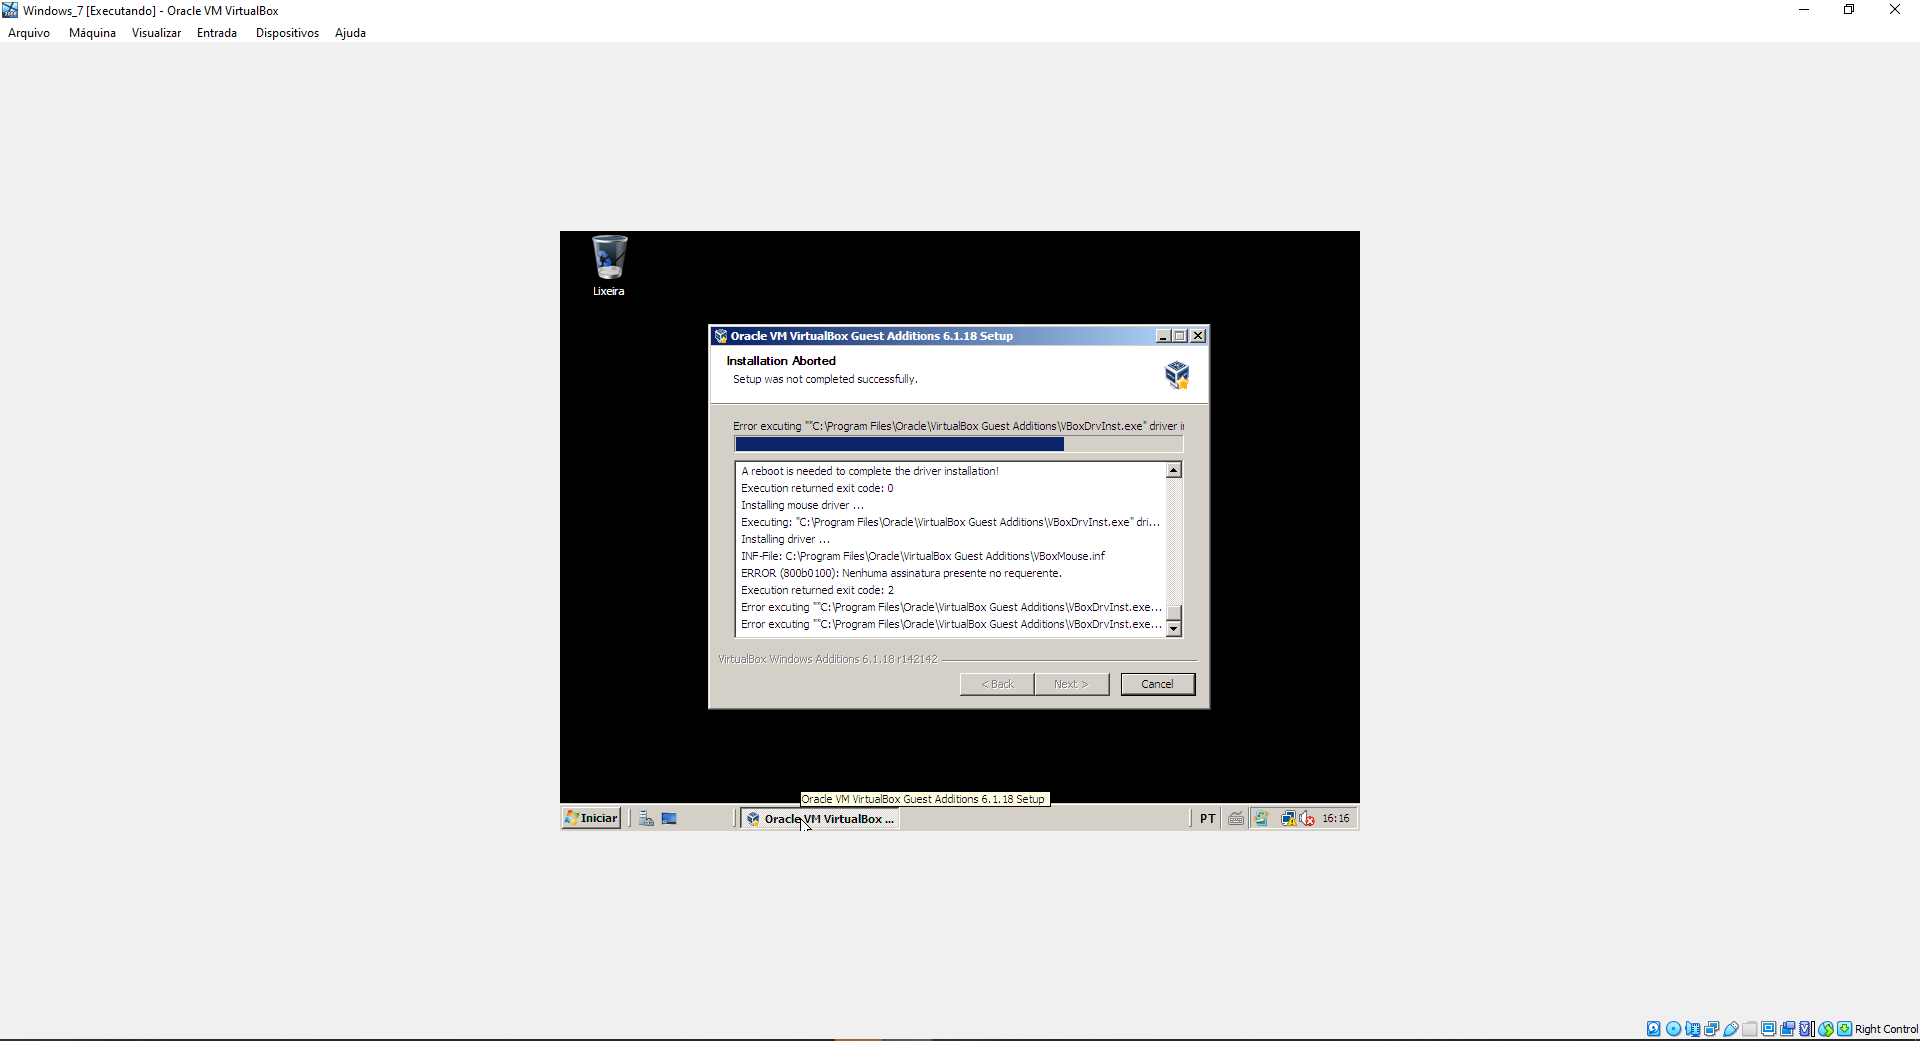 Windows_7 [Executando] - Oracle VM VirtualBox
Arquivo Máquina Visualizar Entrada Dispositivos Ajuda
Lixeira
Oracle VM VirtualBox Guest Additions 6.1.18 Setup
Installation Aborted
Setup was not completed successfully.
Error excuting ""C:\Program Files\Oracle\VirtualBox Guest Additions\VBoxDrvInst.exe" driver i
A reboot is needed to complete the driver installation!
Execution returned exit code: 0
Installing mouse driver ...
Executing: "C:\Program Files\Oracle\VirtualBox Guest Additions\VBoxDrvInst.exe" dri...
Installing driver ...
INF-File: C:\Program Files\Oracle\VirtualBox Guest Additions\VBoxMouse.inf
ERROR (800b0100): Nenhuma assinatura presente no requerente.
Execution returned exit code: 2
Error excuting ""C:\Program Files\Oracle\VirtualBox Guest Additions\VBoxDrvInst.exe...
Error excuting ""C:\Program Files\Oracle\VirtualBox Guest Additions\VBoxDrvInst.exe...
VirtualBox Windows Additions 6.1.18 r142142
< Back Next > Cancel
Oracle VM VirtualBox Guest Additions 6.1.18 Setup
Iniciar Oracle VM VirtualBox ... PT 16:16
Right Control